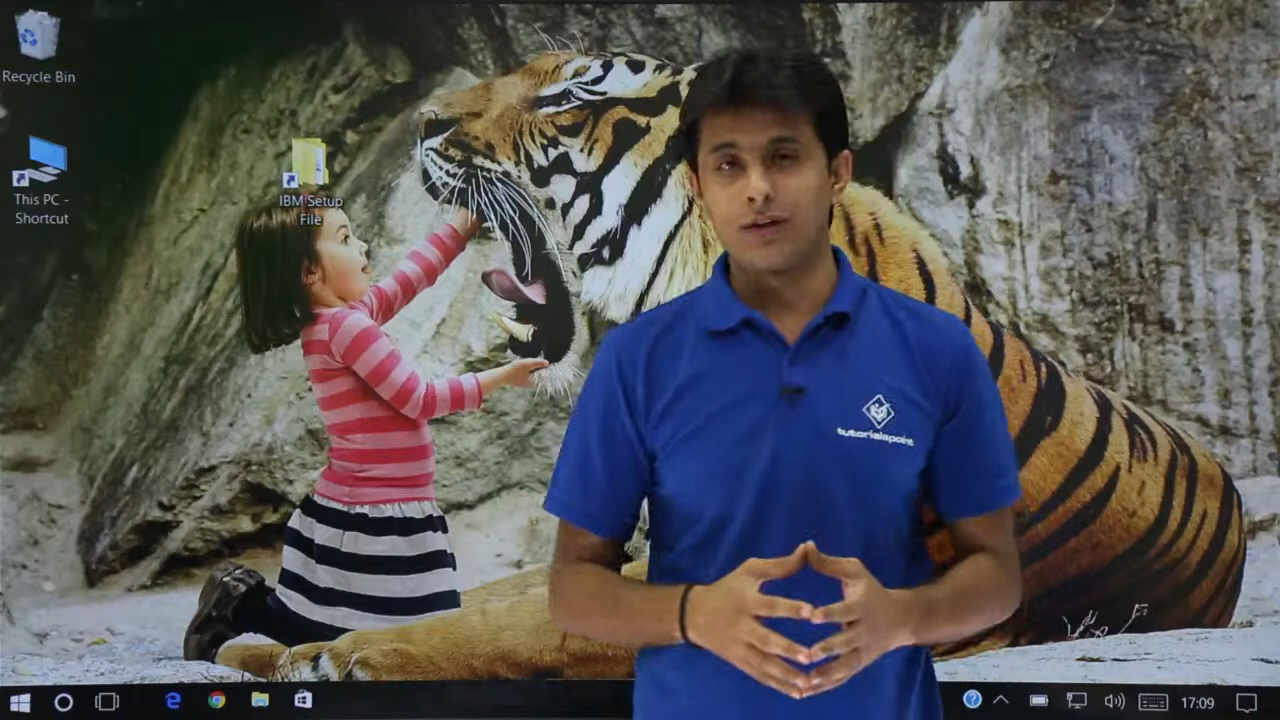 Recycle Bin
This PC -
Shortcut
IBM Setup
File
tutorialspoint
17:09